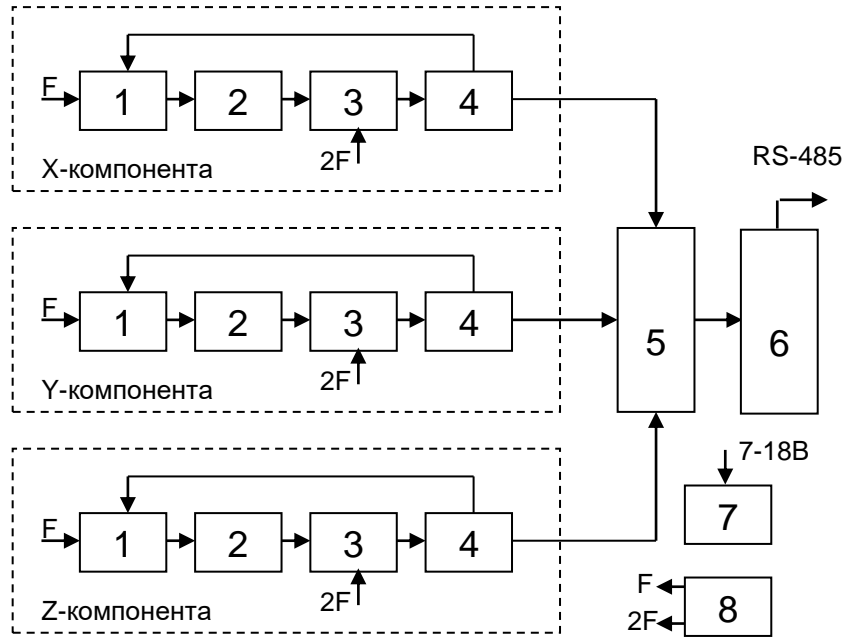 F 1 2 3 4
2F
X-компонента
RS-485
F 1 2 3 4
5 6
2F
Y-компонента
7-18В
F 1 2 3 4
7
2F
F
Z-компонента
2F
8